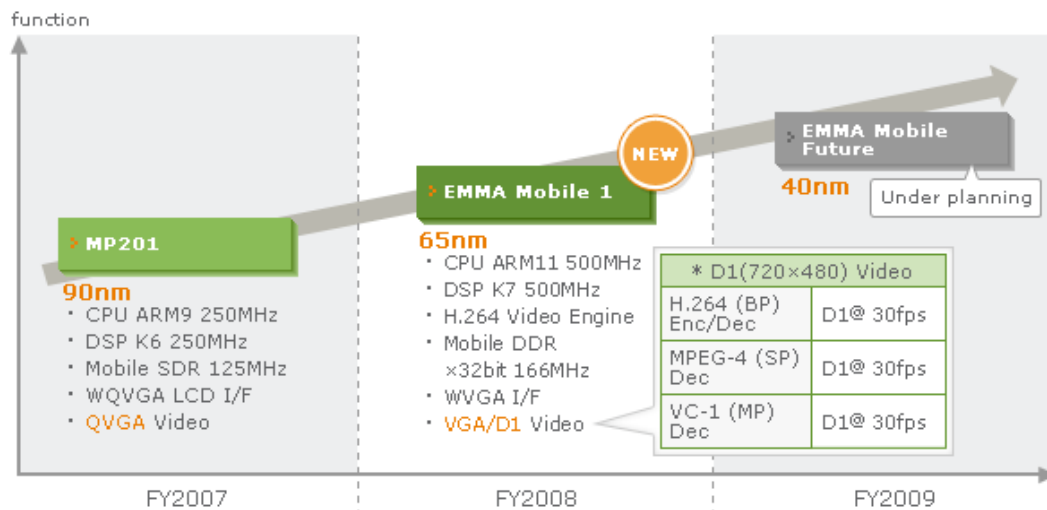 function
NEW
EMMA Mobile
Future
40nm
Under planning
EMMA Mobile 1
65nm
・ CPU ARM11 500MHz
・ DSP K7 500MHz
・ H.264 Video Engine
・ Mobile DDR
×32bit 166MHz
・ WVGA I/F
・ VGA/D1 Video
* D1(720×480) Video
H.264 (BP)
Enc/Dec
D1@ 30fps
MPEG-4 (SP)
Dec
D1@ 30fps
VC-1 (MP)
Dec
D1@ 30fps
MP201
90nm
・ CPU ARM9 250MHz
・ DSP K6 250MHz
・ Mobile SDR 125MHz
・ WQVGA LCD I/F
・ QVGA Video
FY2007
FY2008
FY2009